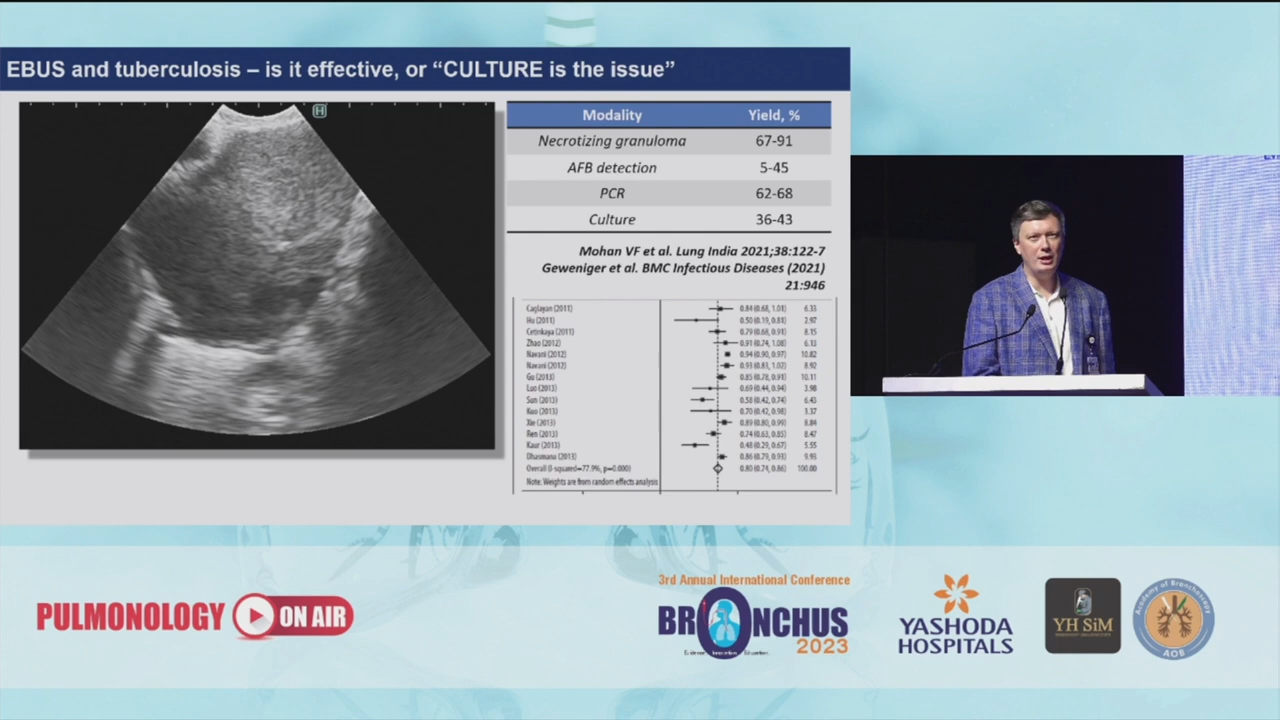 EBUS and tuberculosis – is it effective, or “CULTURE is the issue”
H
Modality Yield, %
Necrotizing granuloma 67-91
AFB detection 5-45
PCR 62-68
Culture 36-43
Mohan VF et al. Lung India 2021;38:122-7
Geweniger et al. BMC Infectious Diseases (2021)
21:946
Caglayan (2011) 0.84 (0.68, 1.01) 6.33
Hu (2011) 0.50 (0.19, 0.81) 2.97
Cetinkaya (2011) 0.79 (0.68, 0.91) 8.15
Zhao (2012) 0.91 (0.74, 1.08) 6.13
Navani (2012) 0.94 (0.90, 0.97) 10.82
Navani (2012) 0.93 (0.83, 1.02) 8.92
Gu (2013) 0.85 (0.78, 0.91) 10.11
Luo (2013) 0.69 (0.44, 0.94) 3.98
Sun (2013) 0.58 (0.42, 0.74) 6.43
Kuo (2013) 0.70 (0.42, 0.98) 3.37
Xie (2013) 0.89 (0.80, 0.99) 8.84
Ren (2013) 0.74 (0.63, 0.85) 8.47
Kaur (2013) 0.48 (0.29, 0.67) 5.55
Dhasmana (2013) 0.86 (0.79, 0.93) 9.93
Overall (I-squared=77.9%, p=0.000) 0.80 (0.74, 0.86) 100.00
Note: Weights are from random effects analysis
PULMONOLOGY ON AIR
3rd Annual International Conference
BRONCHUS
2023
YASHODA
HOSPITALS
YH SiM
Academy of Bronchoscopy
AOB